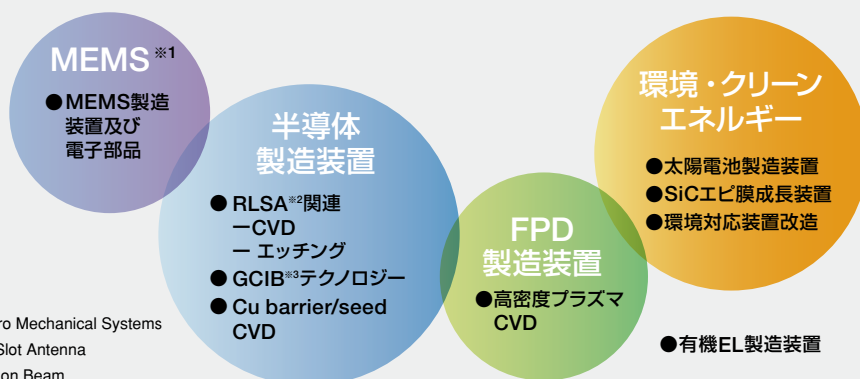 MEMS ※1
●MEMS製造
装置及び
電子部品
半導体
製造装置
●RLSA※2関連
ーCVD
ー エッチング
●GCIB※3テクノロジー
●Cu barrier/seed
CVD
FPD
製造装置
●高密度プラズマ
CVD
環境・クリーン
エネルギー
●太陽電池製造装置
●SiCエピ膜成長装置
●環境対応装置改造
●有機EL製造装置
Mechanical Systems
Slot Antenna
Beam